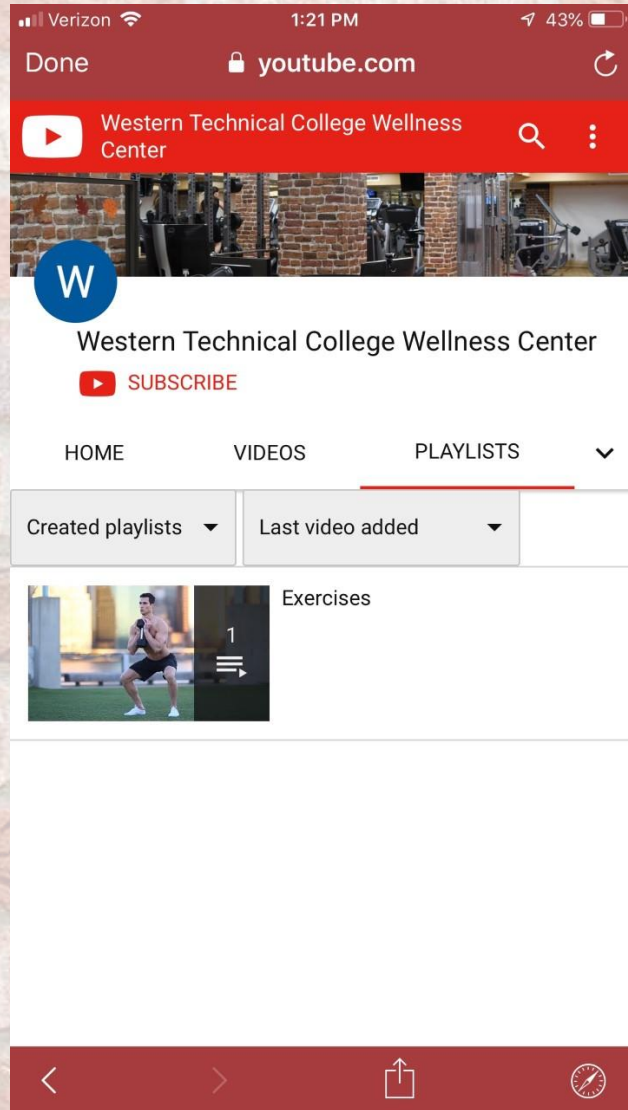 Verizon 1:21 PM 43%
Done youtube.com
Western Technical College Wellness
Center
W
Western Technical College Wellness Center
SUBSCRIBE
HOME VIDEOS PLAYLISTS
Created playlists Last video added
Exercises
1